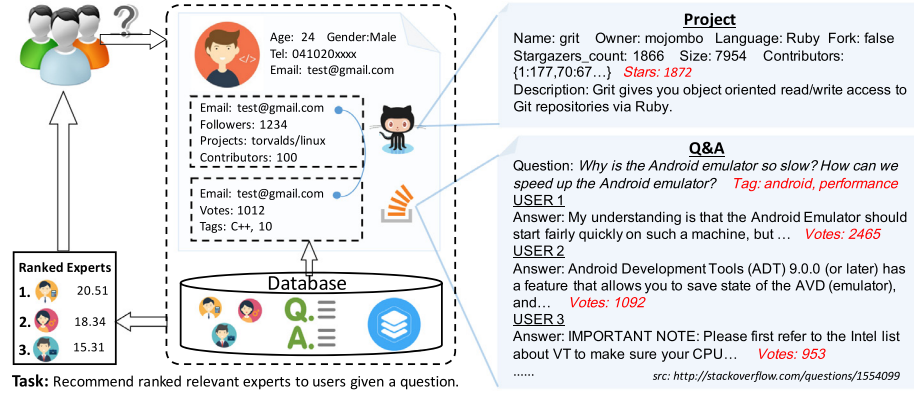 ?
Age: 24 Gender:Male
Tel: 041020xxxx
Email: test@gmail.com
</>
Email: test@gmail.com
Followers: 1234
Projects: torvalds/linux
Contributors: 100
Email: test@gmail.com
Votes: 1012
Tags: C++, 10
Database
Q.
A.
Ranked Experts
1. 20.51
2. 18.34
3. 15.31
Task: Recommend ranked relevant experts to users given a question.
Project
Name: grit Owner: mojombo Language: Ruby Fork: false
Stargazers_count: 1866 Size: 7954 Contributors:
{1:177,70:67...} Stars: 1872
Description: Grit gives you object oriented read/write access to
Git repositories via Ruby.
Q&A
Question: Why is the Android emulator so slow? How can we
speed up the Android emulator? Tag: android, performance
USER 1
Answer: My understanding is that the Android Emulator should
start fairly quickly on such a machine, but ... Votes: 2465
USER 2
Answer: Android Development Tools (ADT) 9.0.0 (or later) has
a feature that allows you to save state of the AVD (emulator),
and... Votes: 1092
USER 3
Answer: IMPORTANT NOTE: Please first refer to the Intel list
about VT to make sure your CPU... Votes: 953
...... src: http://stackoverflow.com/questions/1554099